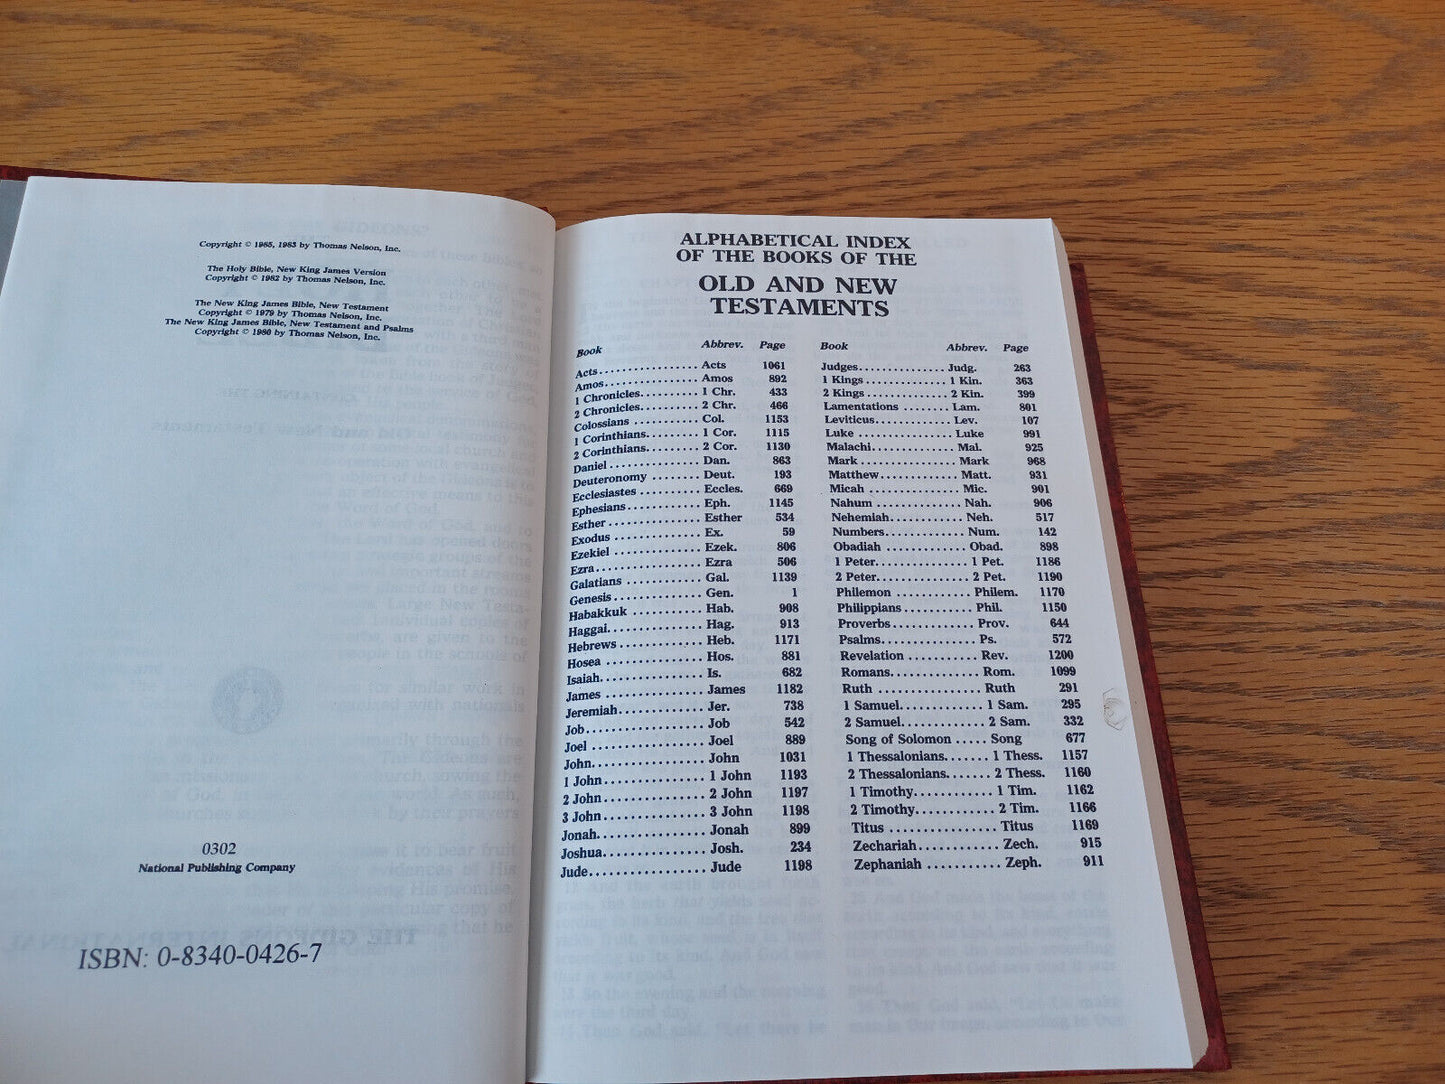 Copyright © 1985, 1983 by Thomas Nelson, Inc.
The Holy Bible, New King James Version
Copyright © 1982 by Thomas Nelson, Inc.
The New King James Bible, New Testament
Copyright © 1979 by Thomas Nelson, Inc.
The New King James Bible, New Testament and Psalms
Copyright © 1980 by Thomas Nelson, Inc.
0302
National Publishing Company
ISBN: 0-8340-0426-7
ALPHABETICAL INDEX
OF THE BOOKS OF THE
OLD AND NEW
TESTAMENTS
Book Abbrev. Page
Acts Acts 1061
Amos Amos 892
1 Chronicles 1 Chr. 433
2 Chronicles 2 Chr. 466
Colossians Col. 1153
1 Corinthians 1 Cor. 1115
2 Corinthians 2 Cor. 1130
Daniel Dan. 863
Deuteronomy Deut. 193
Ecclesiastes Eccles. 669
Ephesians Eph. 1145
Esther Esther 534
Exodus Ex. 59
Ezekiel Ezek. 806
Ezra Ezra 506
Galatians Gal. 1139
Genesis Gen. 1
Habakkuk Hab. 908
Haggai Hag. 913
Hebrews Heb. 1171
Hosea Hos. 881
Isaiah Is. 682
James James 1182
Jeremiah Jer. 738
Job Job 542
Joel Joel 889
John John 1031
1 John 1 John 1193
2 John 2 John 1197
3 John 3 John 1198
Jonah Jonah 899
Joshua Josh. 234
Jude Jude 1198
Book Abbrev. Page
Judges Judg. 263
1 Kings 1 Kin. 363
2 Kings 2 Kin. 399
Lamentations Lam. 801
Leviticus Lev. 107
Luke Luke 991
Malachi Mal. 925
Mark Mark 968
Matthew Matt. 931
Micah Mic. 901
Nahum Nah. 906
Nehemiah Neh. 517
Numbers Num. 142
Obadiah Obad. 898
1 Peter 1 Pet. 1186
2 Peter 2 Pet. 1190
Philemon Philem. 1170
Philippians Phil. 1150
Proverbs Prov. 644
Psalms Ps. 572
Revelation Rev. 1200
Romans Rom. 1099
Ruth Ruth 291
1 Samuel 1 Sam. 295
2 Samuel 2 Sam. 332
Song of Solomon Song 677
1 Thessalonians 1 Thess. 1157
2 Thessalonians 2 Thess. 1160
1 Timothy 1 Tim. 1162
2 Timothy 2 Tim. 1166
Titus Titus 1169
Zechariah Zech. 915
Zephaniah Zeph. 911